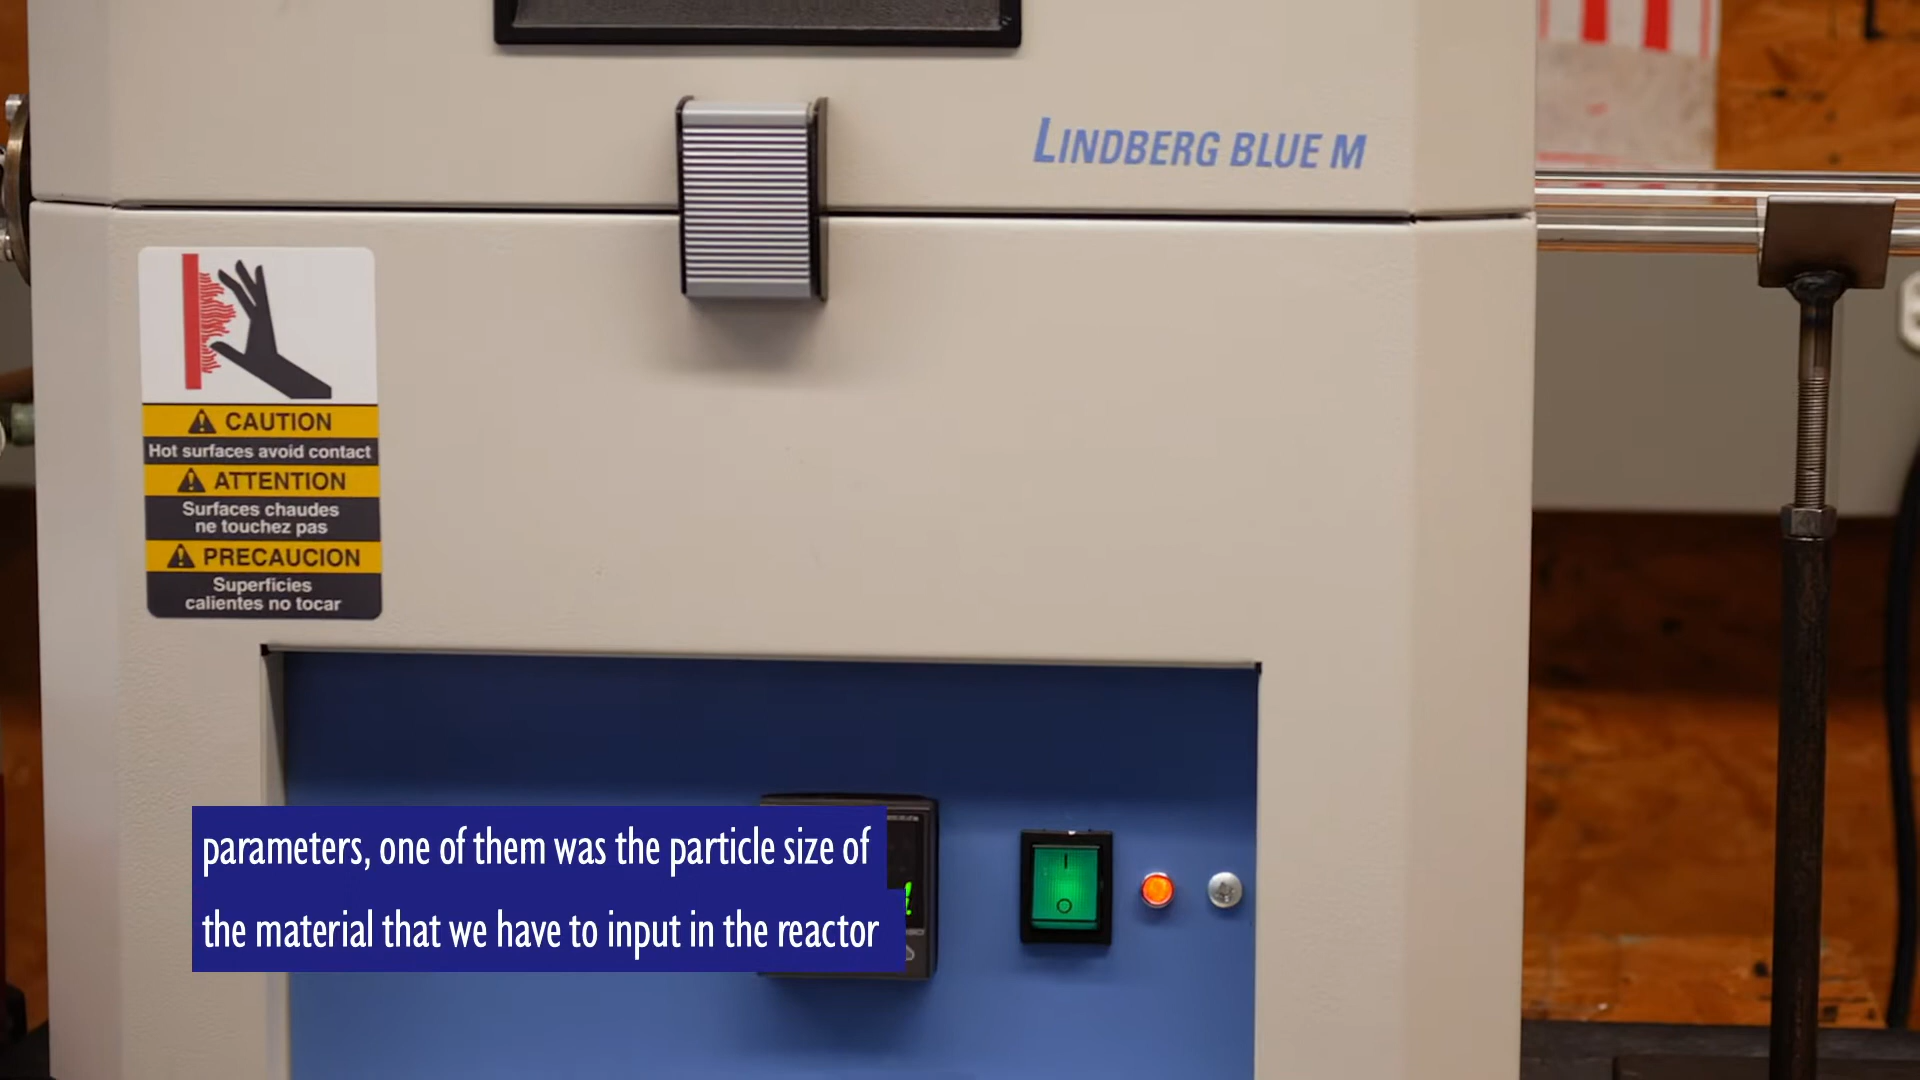 LINDBERG BLUE M
CAUTION
Hot surfaces avoid contact
ATTENTION
Surfaces chaudes
ne touchez pas
PRECAUCION
Superficies
calientes no tocar
parameters, one of them was the particle size of
the material that we have to input in the reactor